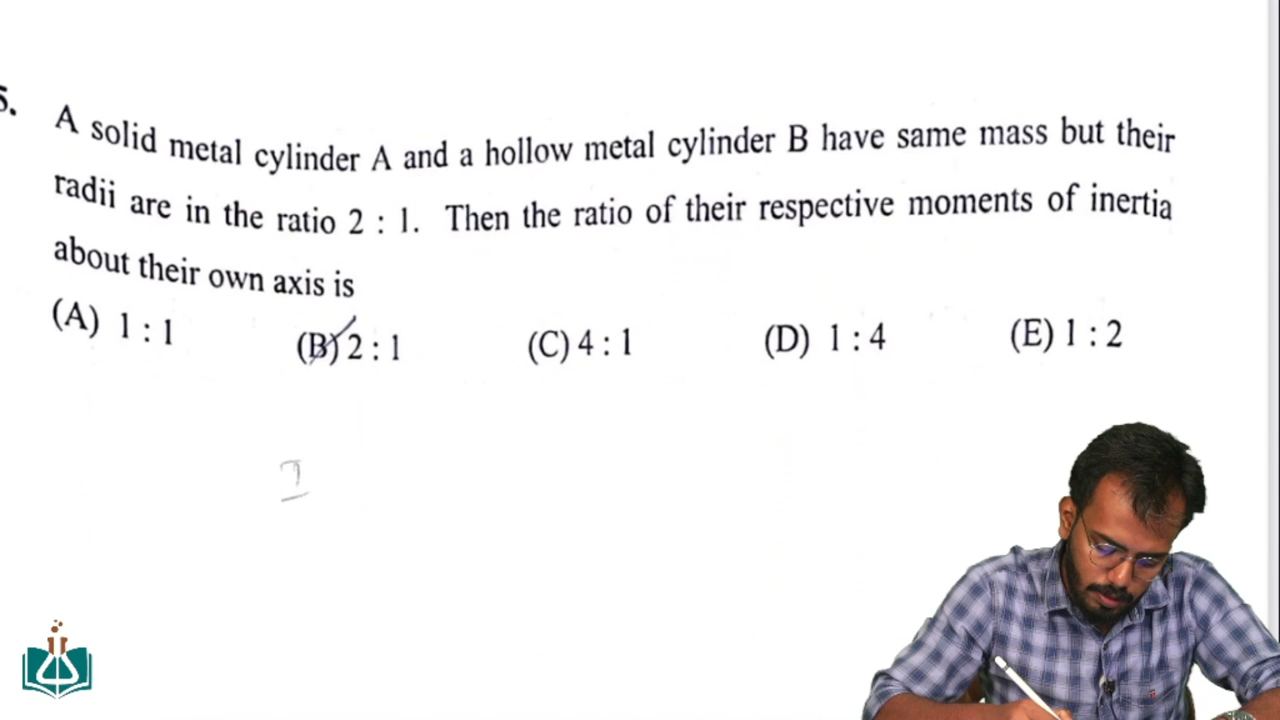 5. A solid metal cylinder A and a hollow metal cylinder B have same mass but their
radii are in the ratio 2 : 1. Then the ratio of their respective moments of inertia
about their own axis is
(A) 1 : 1 (B) 2 : 1 (C) 4 : 1 (D) 1 : 4 (E) 1 : 2
I